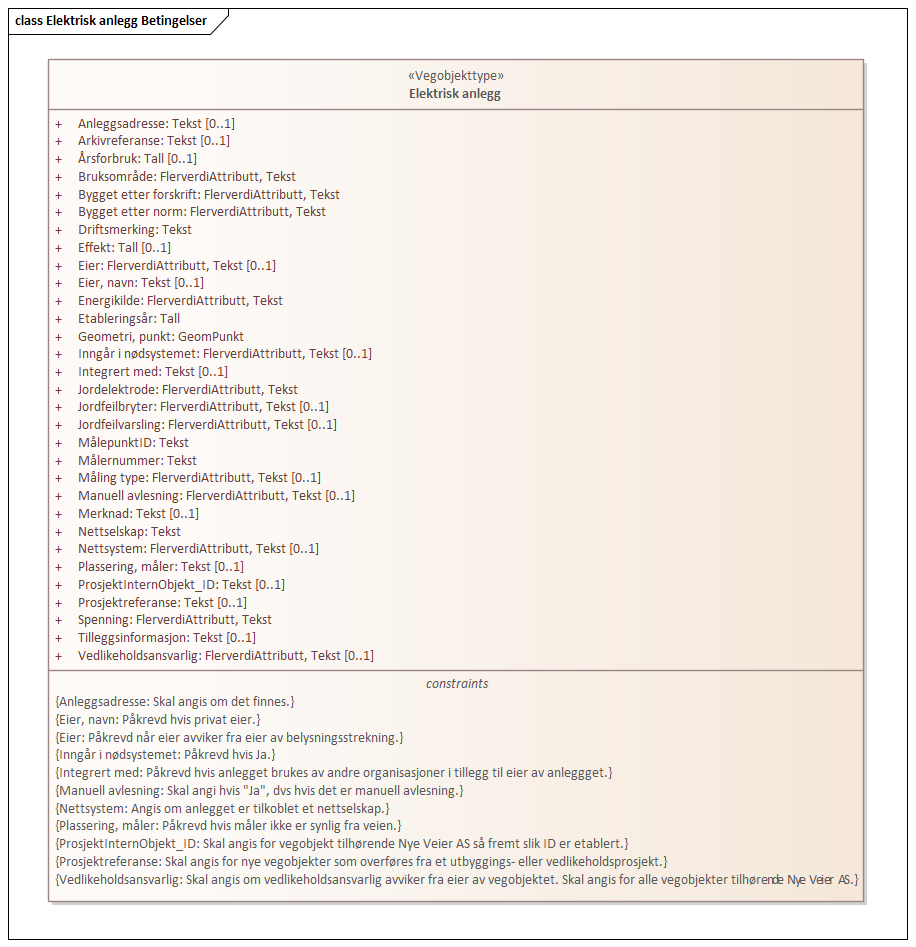 class Elektrisk anlegg Betingelser
«Vegobjekttype»
Elektrisk anlegg
+ Anleggsadresse: Tekst [0..1]
+ Arkivreferanse: Tekst [0..1]
+ Årsforbruk: Tall [0..1]
+ Bruksområde: FlerverdiAttributt, Tekst
+ Bygget etter forskrift: FlerverdiAttributt, Tekst
+ Bygget etter norm: FlerverdiAttributt, Tekst
+ Driftsmerking: Tekst
+ Effekt: Tall [0..1]
+ Eier: FlerverdiAttributt, Tekst [0..1]
+ Eier, navn: Tekst [0..1]
+ Energikilde: FlerverdiAttributt, Tekst
+ Etableringsår: Tall
+ Geometri, punkt: GeomPunkt
+ Inngår i nødsystemet: FlerverdiAttributt, Tekst [0..1]
+ Integrert med: Tekst [0..1]
+ Jordelektrode: FlerverdiAttributt, Tekst
+ Jordfeilbryter: FlerverdiAttributt, Tekst [0..1]
+ Jordfeilvarsling: FlerverdiAttributt, Tekst [0..1]
+ MålepunktID: Tekst
+ Målernummer: Tekst
+ Måling type: FlerverdiAttributt, Tekst [0..1]
+ Manuell avlesning: FlerverdiAttributt, Tekst [0..1]
+ Merknad: Tekst [0..1]
+ Nettselskap: Tekst
+ Nettsystem: FlerverdiAttributt, Tekst [0..1]
+ Plassering, måler: Tekst [0..1]
+ ProsjektInternObjekt_ID: Tekst [0..1]
+ Prosjektreferanse: Tekst [0..1]
+ Spenning: FlerverdiAttributt, Tekst
+ Tilleggsinformasjon: Tekst [0..1]
+ Vedlikeholdsansvarlig: FlerverdiAttributt, Tekst [0..1]
constraints
{Anleggsadresse: Skal angis om det finnes.}
{Eier, navn: Påkrevd hvis privat eier.}
{Eier: Påkrevd når eier avviker fra eier av belysningsstrekning.}
{Inngår i nødsystemet: Påkrevd hvis Ja.}
{Integrert med: Påkrevd hvis anlegget brukes av andre organisasjoner i tillegg til eier av anleggget.}
{Manuell avlesning: Skal angi hvis "Ja", dvs hvis det er manuell avlesning.}
{Nettsystem: Angis om anlegget er tilkoblet et nettselskap.}
{Plassering, måler: Påkrevd hvis måler ikke er synlig fra veien.}
{ProsjektInternObjekt_ID: Skal angis for vegobjekt tilhørende Nye Veier AS så fremt slik ID er etablert.}
{Prosjektreferanse: Skal angis for nye vegobjekter som overføres fra et utbyggings- eller vedlikeholdsprosjekt.}
{Vedlikeholdsansvarlig: Skal angis om vedlikeholdsansvarlig avviker fra eier av vegobjektet. Skal angis for alle vegobjekter tilhørende Nye Veier AS.}